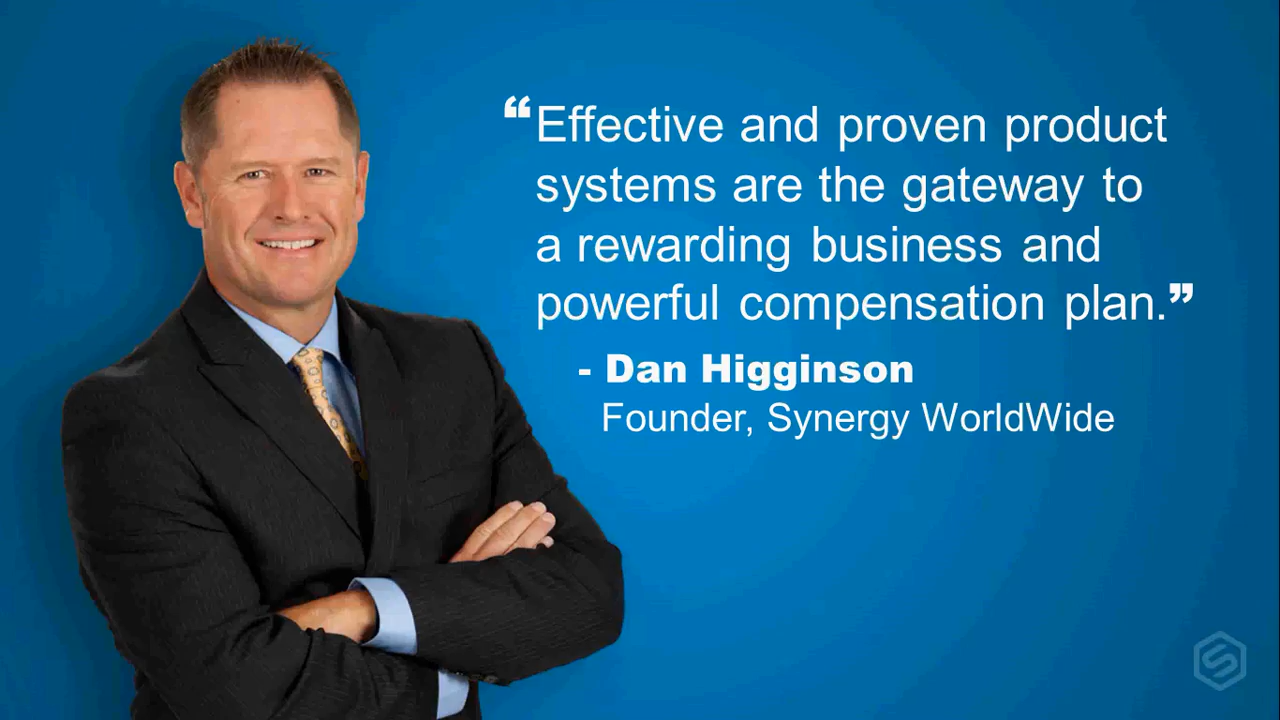 ❝Effective and proven product
systems are the gateway to
a rewarding business and
powerful compensation plan.❞
- Dan Higginson
Founder, Synergy WorldWide